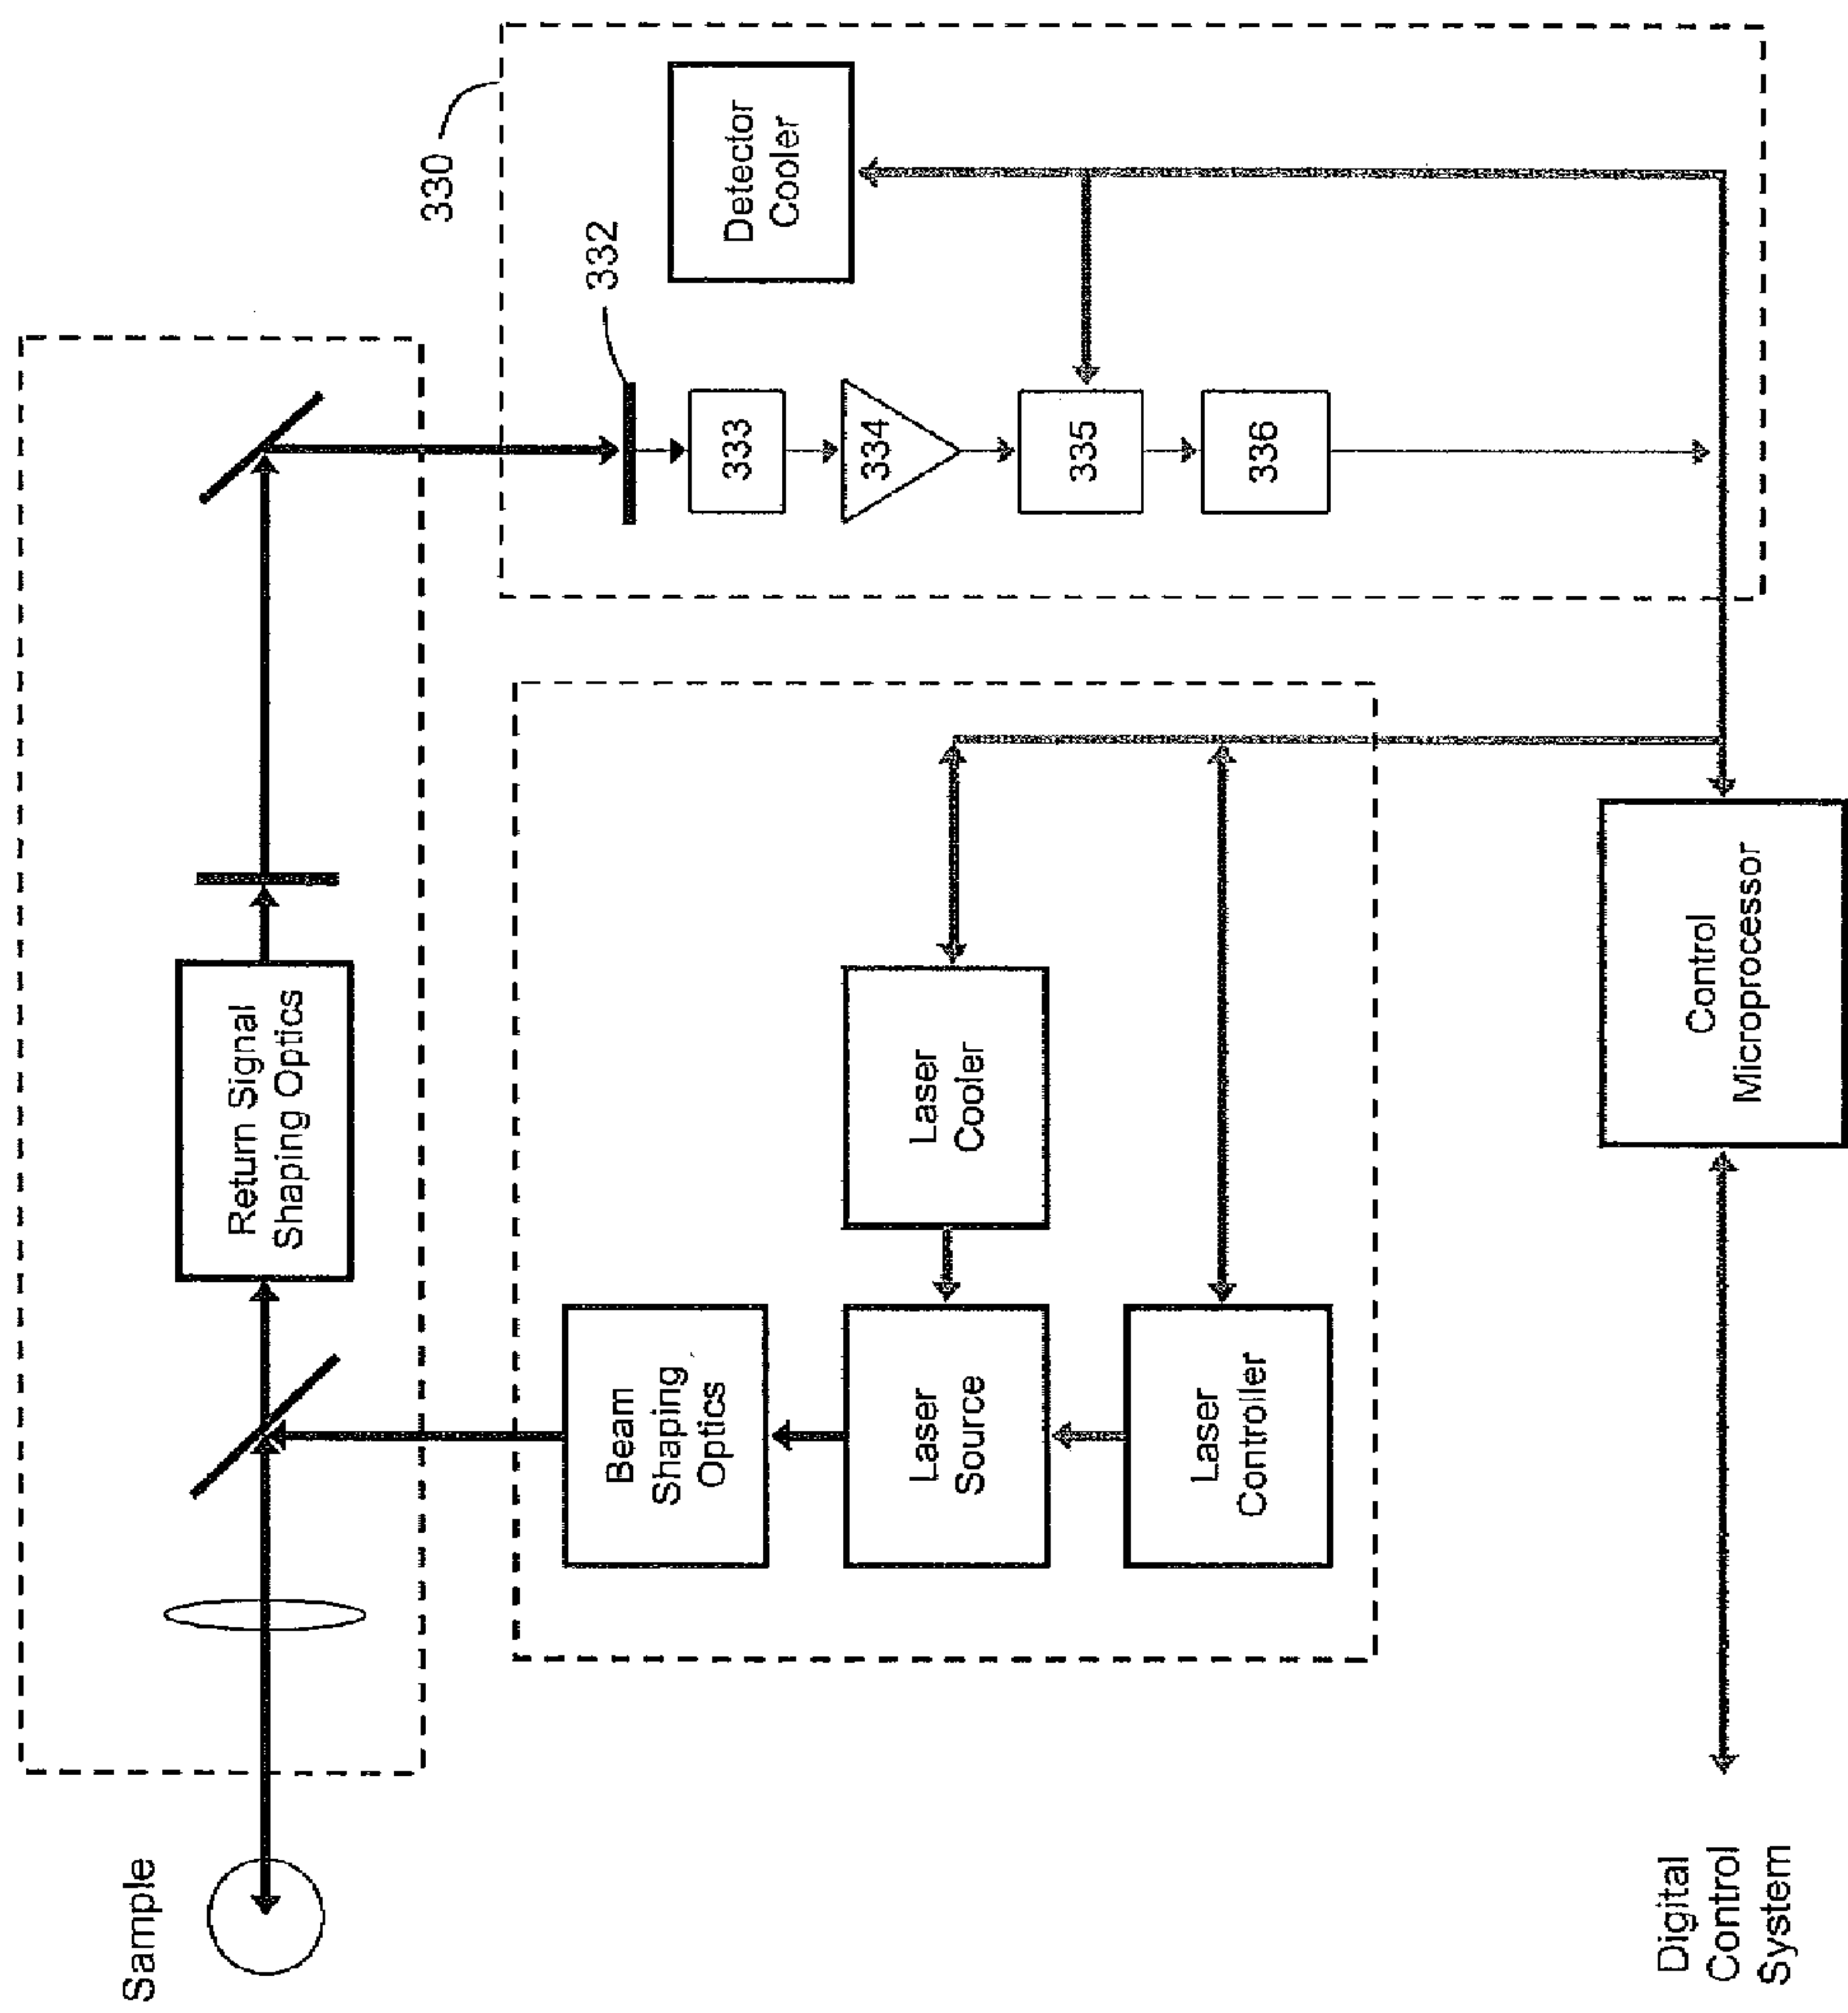 Sample
Return Signal
Shaping Optics
330
332
333
334
335
336
Detector
Cooler
Beam
Shaping
Optics
Laser
Source
Laser
Cooler
Laser
Controller
Control
Microprocessor
Digital
Control
System